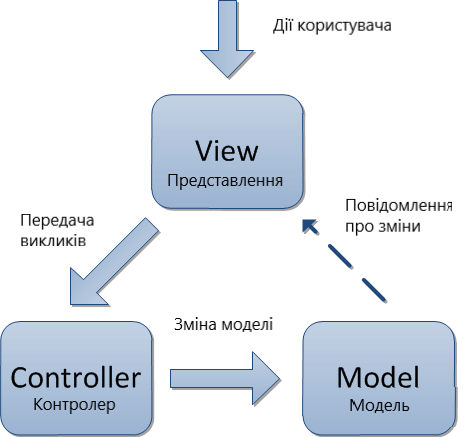 Дії користувача
View
Представлення
Передача
викликів
Повідомлення
про зміни
Зміна моделі
Controller
Контролер
Model
Модель